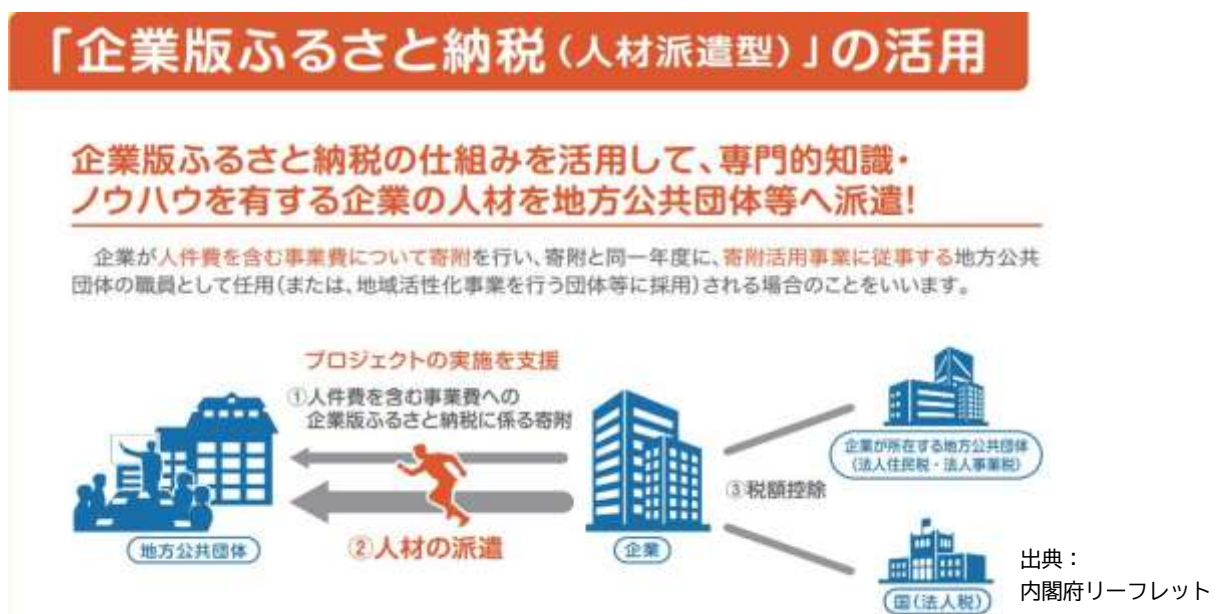 「企業版ふるさと納税(人材派遣型)」の活用
企業版ふるさと納税の仕組みを活用して、専門的知識・
ノウハウを有する企業の人材を地方公共団体等へ派遣!
企業が人件費を含む事業費について寄附を行い、寄附と同一年度に、寄附活用事業に従事する地方公共
団体の職員として任用(または、地域活性化事業を行う団体等に採用)される場合のことをいいます。
プロジェクトの実施を支援
①人件費を含む事業費への
企業版ふるさと納税に係る寄附
②人材の派遣
地方公共団体
企業
③税額控除
企業が所在する地方公共団体
(法人住民税・法人事業税)
国(法人税)
出典:
内閣府リーフレット